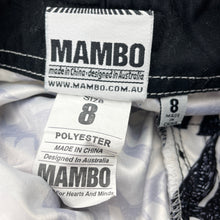 MAMBO
made in China · designed in Australia
WWW.MAMBO.COM.AU
SIZE
8
POLYESTER
MADE IN CHINA
Designed In Australia
MAMBO
For Hearts And Minds
8
MADE